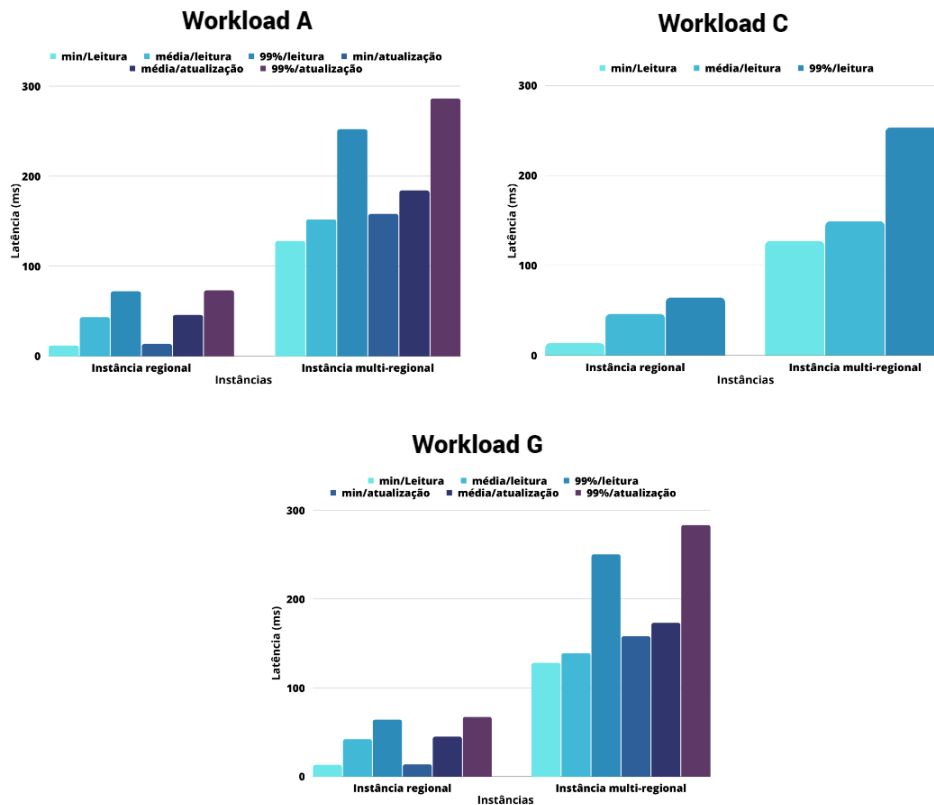 Workload A
min/Leitura média/leitura 99%/leitura min/atualização
média/atualização 99%/atualização
300
200
100
0
Latência (ms)
Instância regional Instância multi-regional
Instâncias
Workload C
min/Leitura média/leitura 99%/leitura
300
200
100
0
Latência (ms)
Instância regional Instância multi-regional
Instâncias
Workload G
min/Leitura média/leitura 99%/leitura
min/atualização média/atualização 99%/atualização
300
200
100
0
Latência (ms)
Instância regional Instância multi-regional
Instâncias